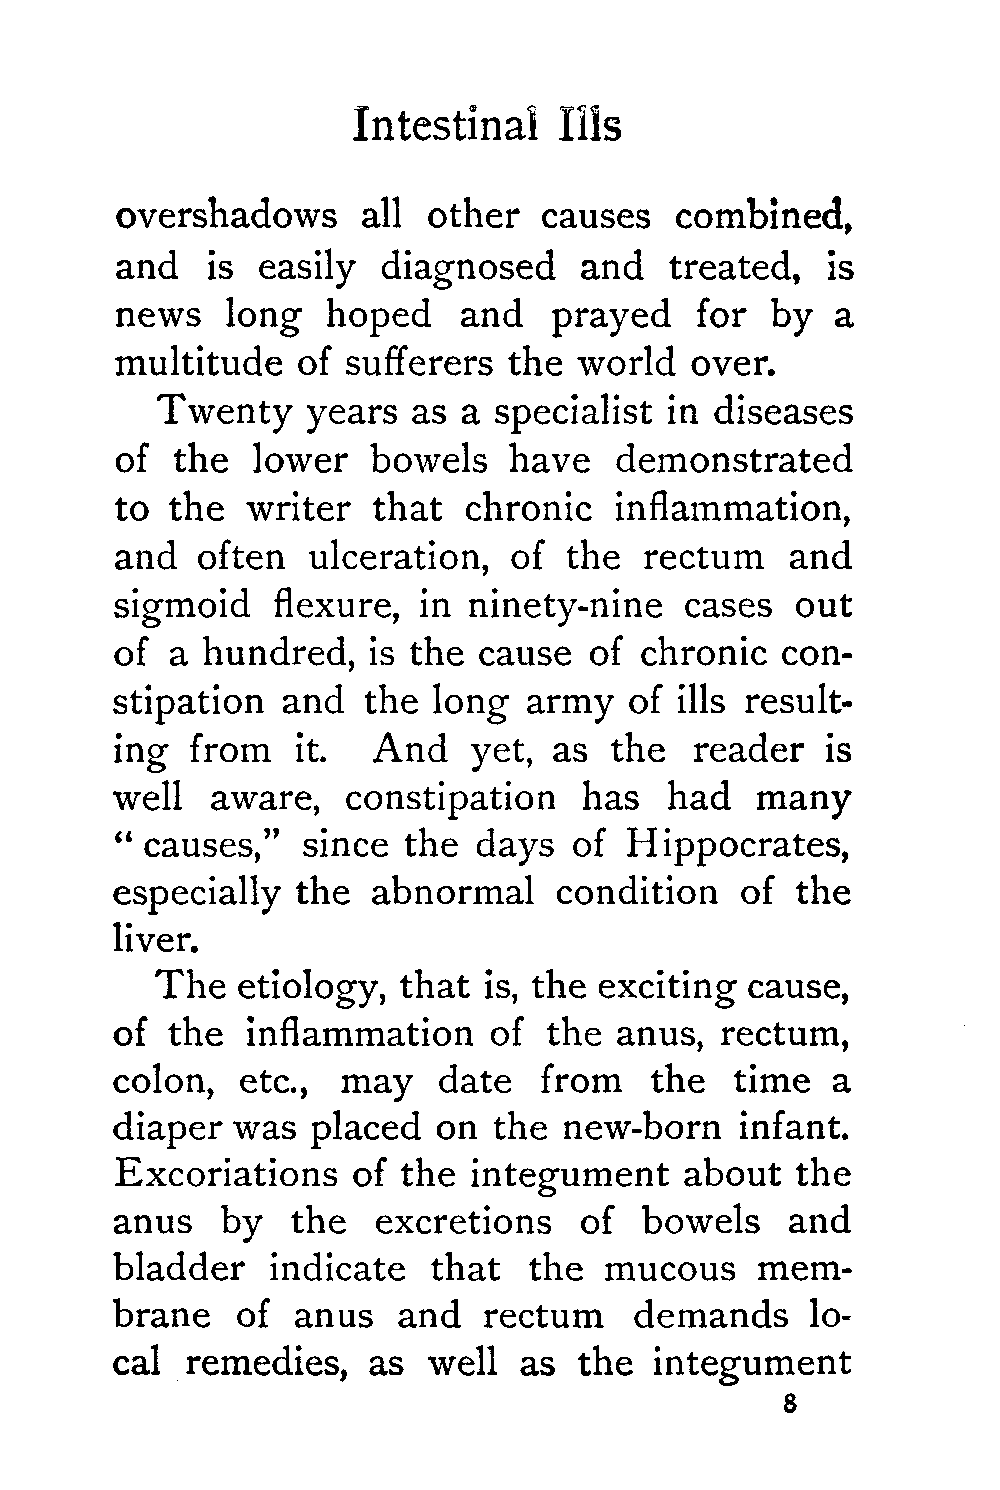 Intestinal Ills
overshadows all other causes combined,
and is easily diagnosed and treated, is
news long hoped and prayed for by a
multitude of sufferers the world over.
Twenty years as a specialist in diseases
of the lower bowels have demonstrated
to the writer that chronic inflammation,
and often ulceration, of the rectum and
sigmoid flexure, in ninety-nine cases out
of a hundred, is the cause of chronic con-
stipation and the long army of ills result-
ing from it. And yet, as the reader is
well aware, constipation has had many
“ causes,” since the days of Hippocrates,
especially the abnormal condition of the
liver.
The etiology, that is, the exciting cause,
of the inflammation of the anus, rectum,
colon, etc., may date from the time a
diaper was placed on the new-born infant.
Excoriations of the integument about the
anus by the excretions of bowels and
bladder indicate that the mucous mem-
brane of anus and rectum demands lo-
cal remedies, as well as the integument
8